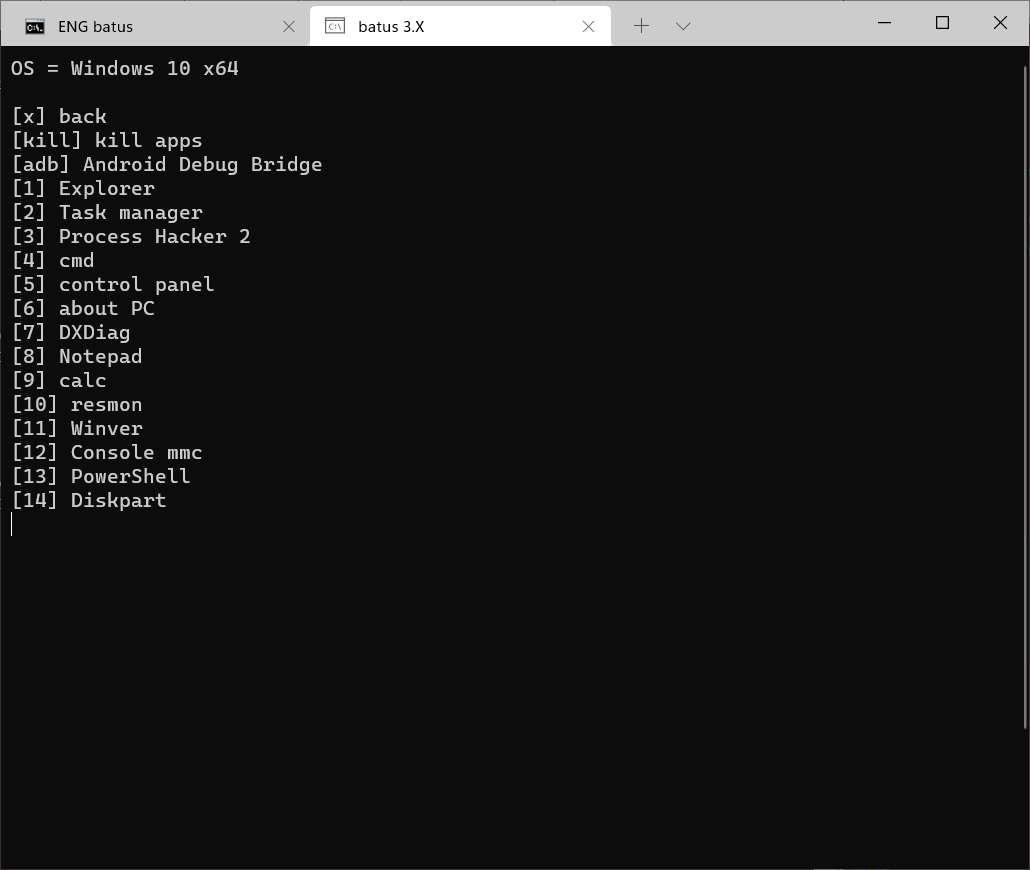 ENG batus
batus 3.X
OS = Windows 10 x64
[x] back
[kill] kill apps
[adb] Android Debug Bridge
[1] Explorer
[2] Task manager
[3] Process Hacker 2
[4] cmd
[5] control panel
[6] about PC
[7] DXDiag
[8] Notepad
[9] calc
[10] resmon
[11] Winver
[12] Console mmc
[13] PowerShell
[14] Diskpart